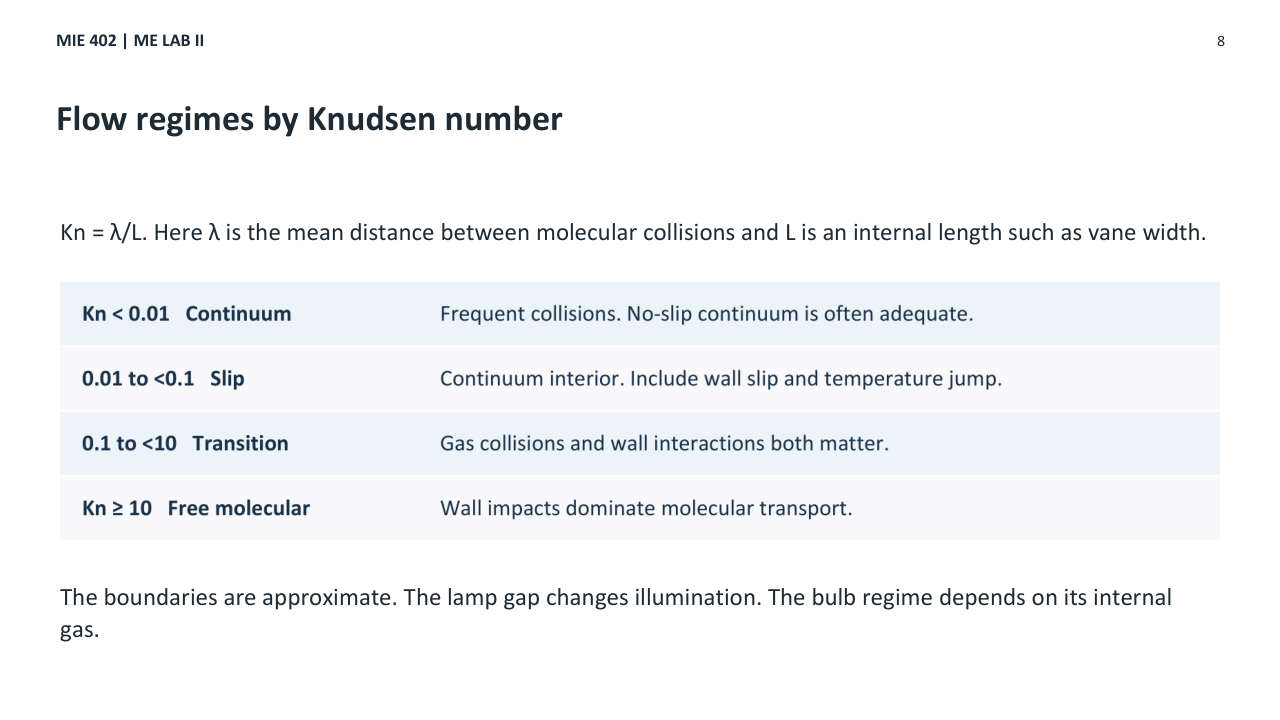 MIE 402 | ME LAB II
8
Flow regimes by Knudsen number
Kn = λ/L. Here λ is the mean distance between molecular collisions and L is an internal length such as vane width.
Kn < 0.01 Continuum Frequent collisions. No-slip continuum is often adequate.
0.01 to <0.1 Slip Continuum interior. Include wall slip and temperature jump.
0.1 to <10 Transition Gas collisions and wall interactions both matter.
Kn ≥ 10 Free molecular Wall impacts dominate molecular transport.
The boundaries are approximate. The lamp gap changes illumination. The bulb regime depends on its internal
gas.